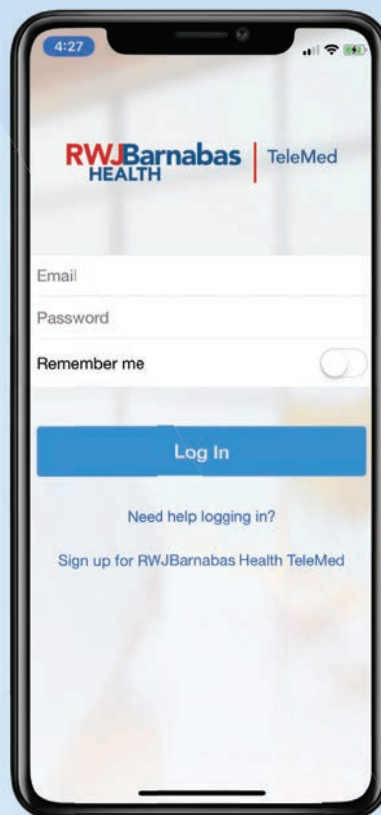 4:27
RWJBarnabas
HEALTH
TeleMed
Email
Password
Remember me
Log In
Need help logging in?
Sign up for RWJBarnabas Health TeleMed